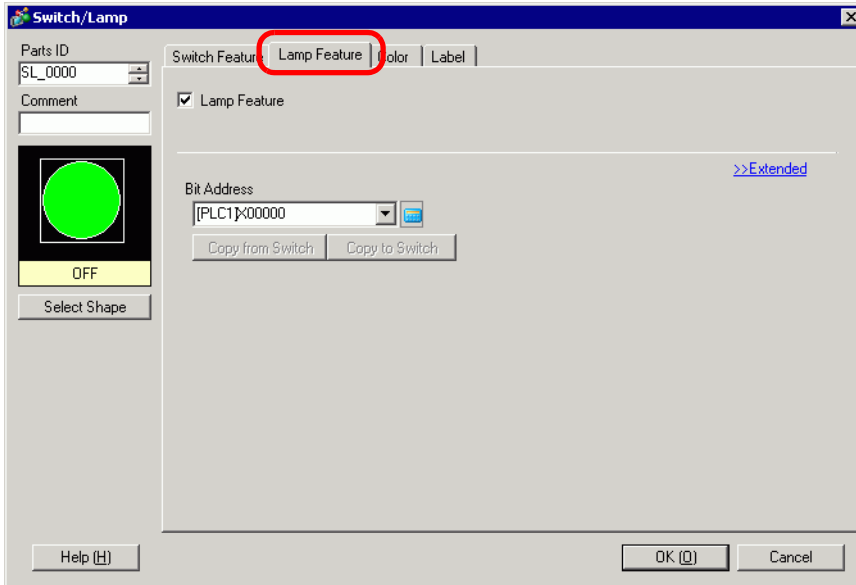 Switch/Lamp
Parts ID
SL_0000
Comment
OFF
Select Shape
Switch Feature
Lamp Feature
Color
Label
Lamp Feature
>>Extended
Bit Address
[PLC1]X00000
Copy from Switch
Copy to Switch
Help (H)
OK (O)
Cancel